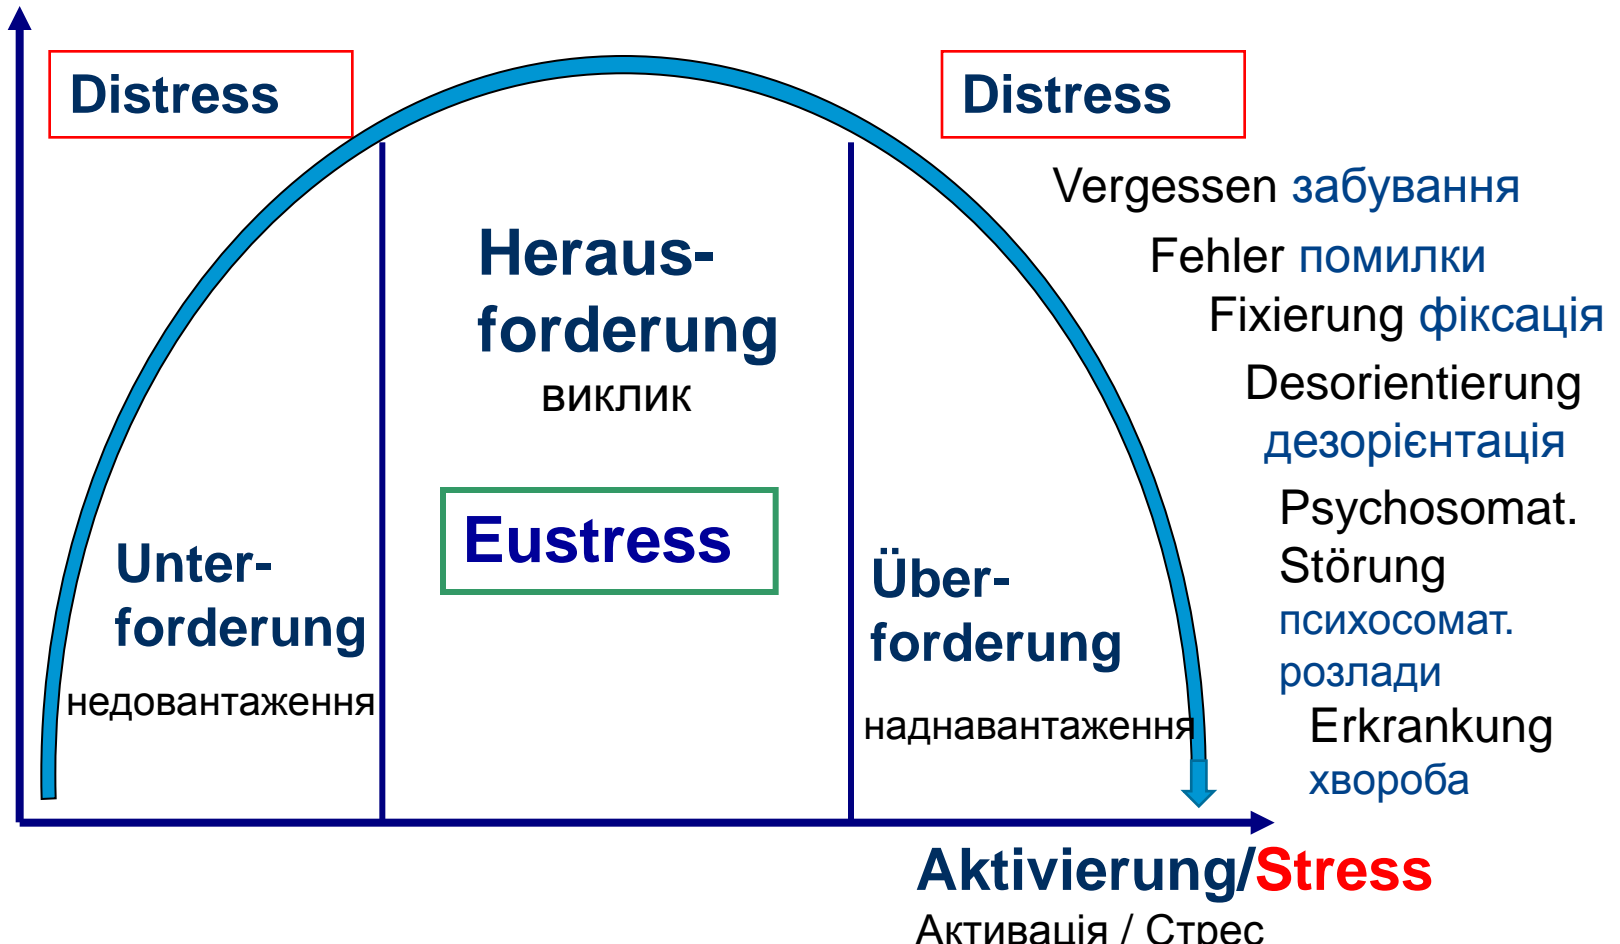 Distress
Distress
Vergessen забування
Fehler помилки
Fixierung фіксація
Desorientierung
дезорієнтація
Psychosomat.
Störung
психосомат.
розлади
Erkrankung
хвороба
Heraus-
forderung
виклик
Eustress
Unter-
forderung
недовантаження
Über-
forderung
наднавантаження
Aktivierung/Stress
Активація / Стрес